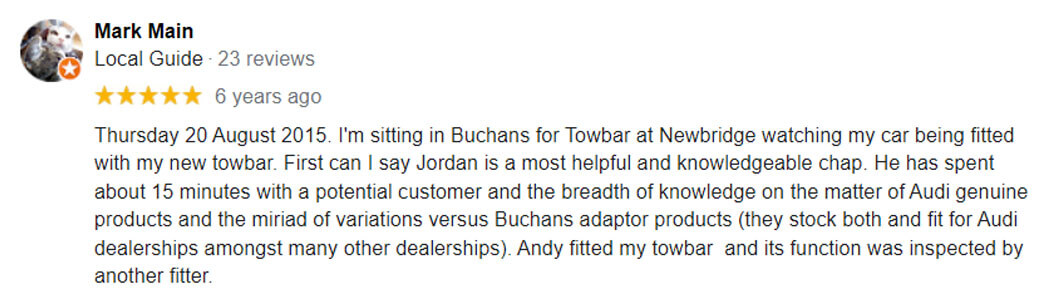 Mark Main
Local Guide · 23 reviews
6 years ago
Thursday 20 August 2015. I'm sitting in Buchans for Towbar at Newbridge watching my car being fitted
with my new towbar. First can I say Jordan is a most helpful and knowledgeable chap. He has spent
about 15 minutes with a potential customer and the breadth of knowledge on the matter of Audi genuine
products and the miriad of variations versus Buchans adaptor products (they stock both and fit for Audi
dealerships amongst many other dealerships). Andy fitted my towbar  and its function was inspected by
another fitter.